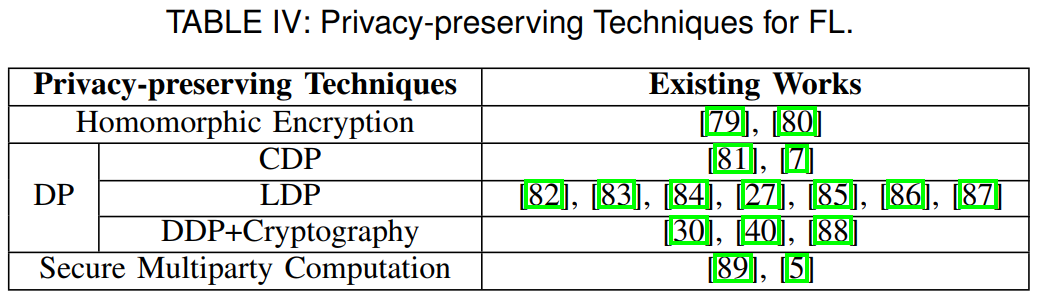 TABLE IV: Privacy-preserving Techniques for FL.
Privacy-preserving Techniques Existing Works
Homomorphic Encryption [79], [80]
CDP [81], [7]
DP LDP [82], [83], [84], [27], [85], [86], [87]
DDP+Cryptography [30], [40], [88]
Secure Multiparty Computation [89], [5]